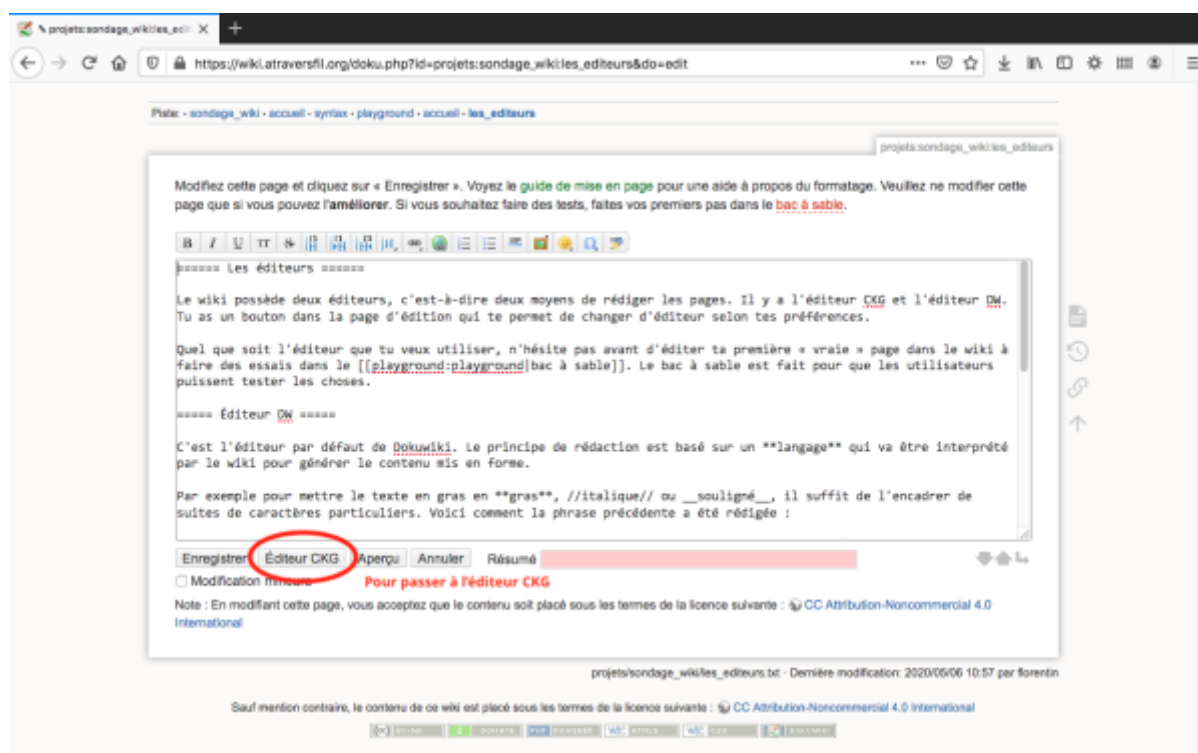 projets:sondage_wiki:les_edi
https://wiki.atraversfil.org/doku.php?id=projets:sondage_wiki:les_editeurs&do=edit
Piste: • sondage_wiki • accueil • syntax • playground • accueil • les_editeurs
projets:sondage_wiki:les_editeurs
Modifiez cette page et cliquez sur « Enregistrer ». Voyez le guide de mise en page pour une aide à propos du formatage. Veuillez ne modifier cette
page que si vous pouvez l'améliorer. Si vous souhaitez faire des tests, faites vos premiers pas dans le bac à sable.
====== Les éditeurs ======
Le wiki possède deux éditeurs, c'est-à-dire deux moyens de rédiger les pages. Il y a l'éditeur CKG et l'éditeur DW.
Tu as un bouton dans la page d'édition qui te permet de changer d'éditeur selon tes préférences.
Quel que soit l'éditeur que tu veux utiliser, n'hésite pas avant d'éditer ta première « vraie » page dans le wiki à
faire des essais dans le [[playground:playground|bac à sable]]. Le bac à sable est fait pour que les utilisateurs
puissent tester les choses.
===== Éditeur DW =====
C'est l'éditeur par défaut de Dokuwiki. Le principe de rédaction est basé sur un **langage** qui va être interprété
par le wiki pour générer le contenu mis en forme.
Par exemple pour mettre le texte en gras en **gras**, //italique// ou __souligné__, il suffit de l'encadrer de
suites de caractères particuliers. Voici comment la phrase précédente a été rédigée :
Enregistrer Éditeur CKG Aperçu Annuler Résumé
Modification mineure Pour passer à l'éditeur CKG
Note : En modifiant cette page, vous acceptez que le contenu soit placé sous les termes de la licence suivante : CC Attribution-Noncommercial 4.0
International
projets/sondage_wiki/les_editeurs.txt · Dernière modification: 2020/05/06 10:57 par florentin
Sauf mention contraire, le contenu de ce wiki est placé sous les termes de la licence suivante : CC Attribution-Noncommercial 4.0 International